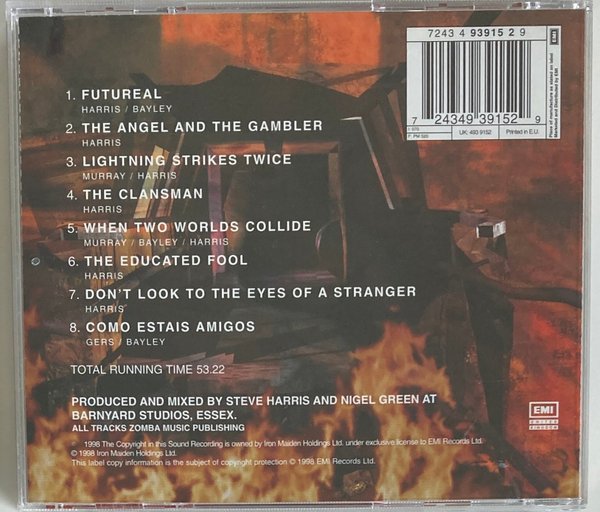 7243 4 93915 2 9
7 24349 39152 9
UK: 493 9152
Printed in E.U.
EMI
1. FUTUREAL
HARRIS / BAYLEY
2. THE ANGEL AND THE GAMBLER
HARRIS
3. LIGHTNING STRIKES TWICE
MURRAY / HARRIS
4. THE CLANSMAN
HARRIS
5. WHEN TWO WORLDS COLLIDE
MURRAY / BAYLEY / HARRIS
6. THE EDUCATED FOOL
HARRIS
7. DON'T LOOK TO THE EYES OF A STRANGER
HARRIS
8. COMO ESTAIS AMIGOS
GERS / BAYLEY
TOTAL RUNNING TIME 53.22
PRODUCED AND MIXED BY STEVE HARRIS AND NIGEL GREEN AT
BARNYARD STUDIOS, ESSEX.
ALL TRACKS ZOMBA MUSIC PUBLISHING
1998 The Copyright in this Sound Recording is owned by Iron Maiden Holdings Ltd. under exclusive license to EMI Records Ltd.
© 1998 Iron Maiden Holdings Ltd.
This label copy information is the subject of copyright protection © 1998 EMI Records Ltd.
EMI